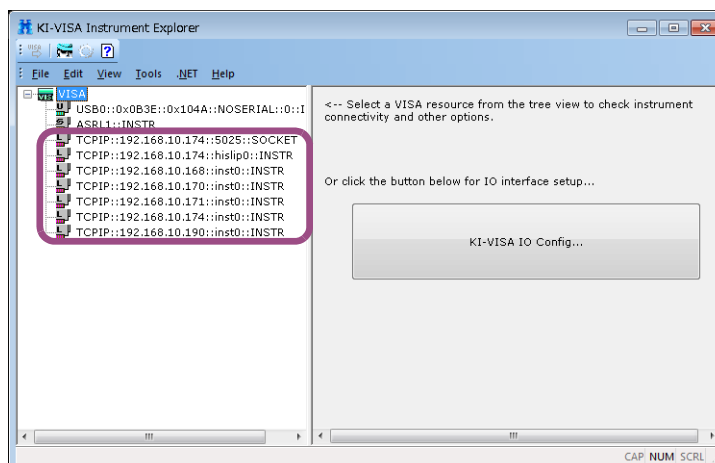 KI-VISA Instrument Explorer
File Edit View Tools .NET Help
VISA
USB0::0x0B3E::0x104A::NOSERIAL::0::I
ASRL1::INSTR
TCPIP::192.168.10.174::5025::SOCKET
TCPIP::192.168.10.174::hislip0::INSTR
TCPIP::192.168.10.168::inst0::INSTR
TCPIP::192.168.10.170::inst0::INSTR
TCPIP::192.168.10.171::inst0::INSTR
TCPIP::192.168.10.174::inst0::INSTR
TCPIP::192.168.10.190::inst0::INSTR
<-- Select a VISA resource from the tree view to check instrument
connectivity and other options.
Or click the button below for IO interface setup...
KI-VISA IO Config...
CAP NUM SCRL